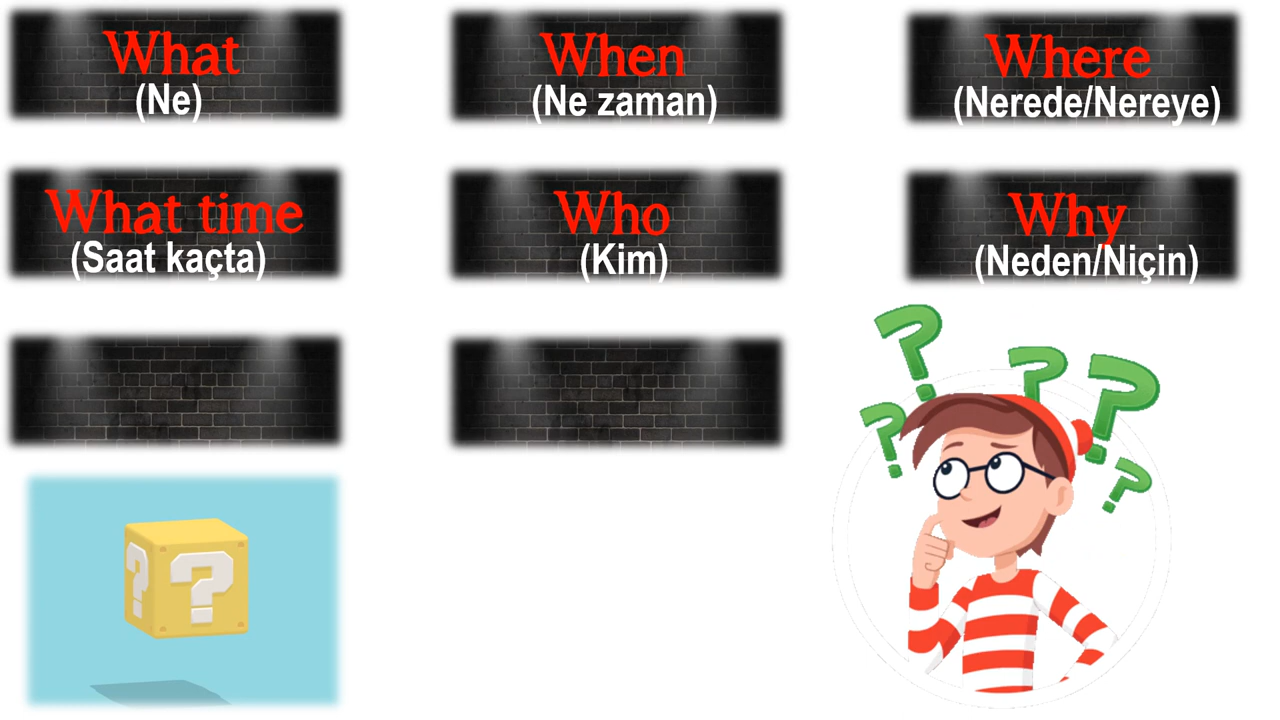 What
(Ne)
When
(Ne zaman)
Where
(Nerede/Nereye)
What time
(Saat kaçta)
Who
(Kim)
Why
(Neden/Niçin)
? ? ? ? ?
? ?